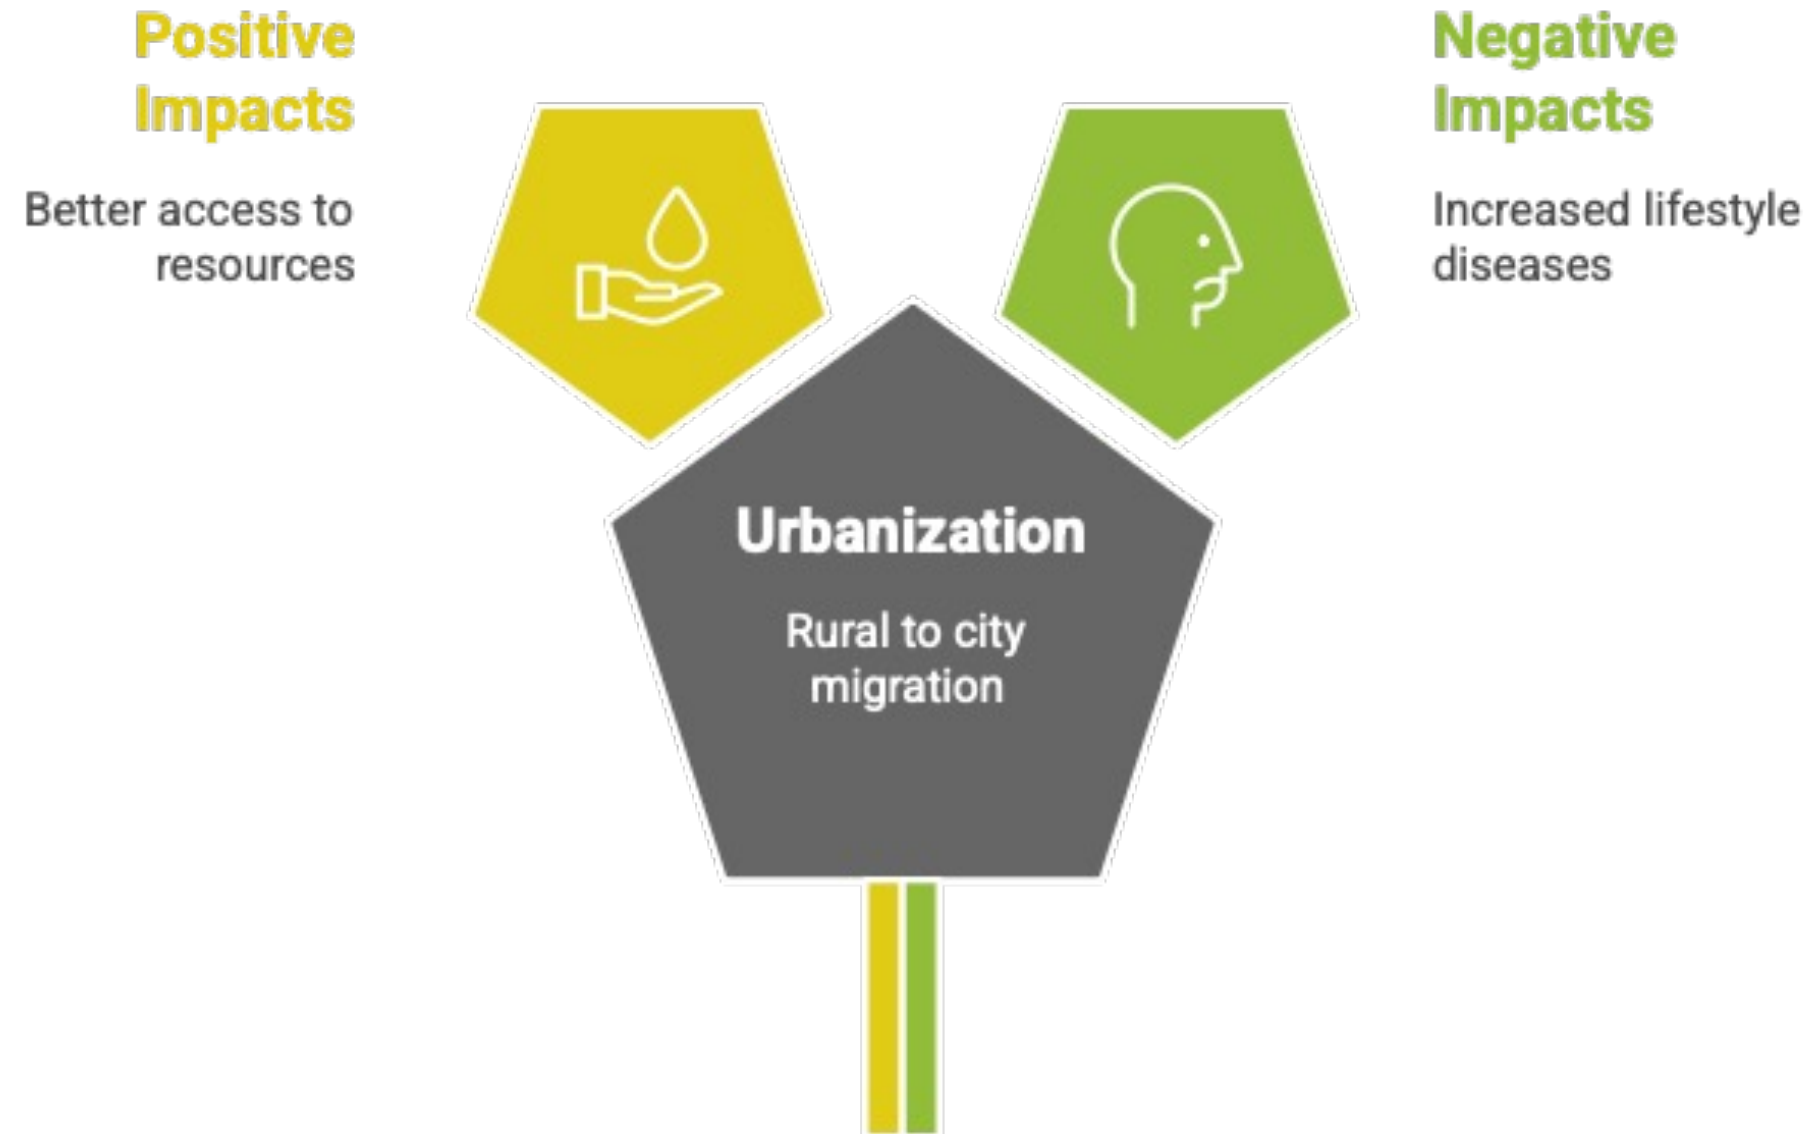 Positive
Impacts
Better access to
resources
Negative
Impacts
Increased lifestyle
diseases
Urbanization
Rural to city
migration